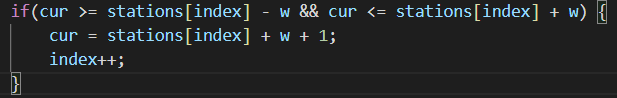 if(cur >= stations[index] - w && cur <= stations[index] + w) {
    cur = stations[index] + w + 1;
    index++;
}